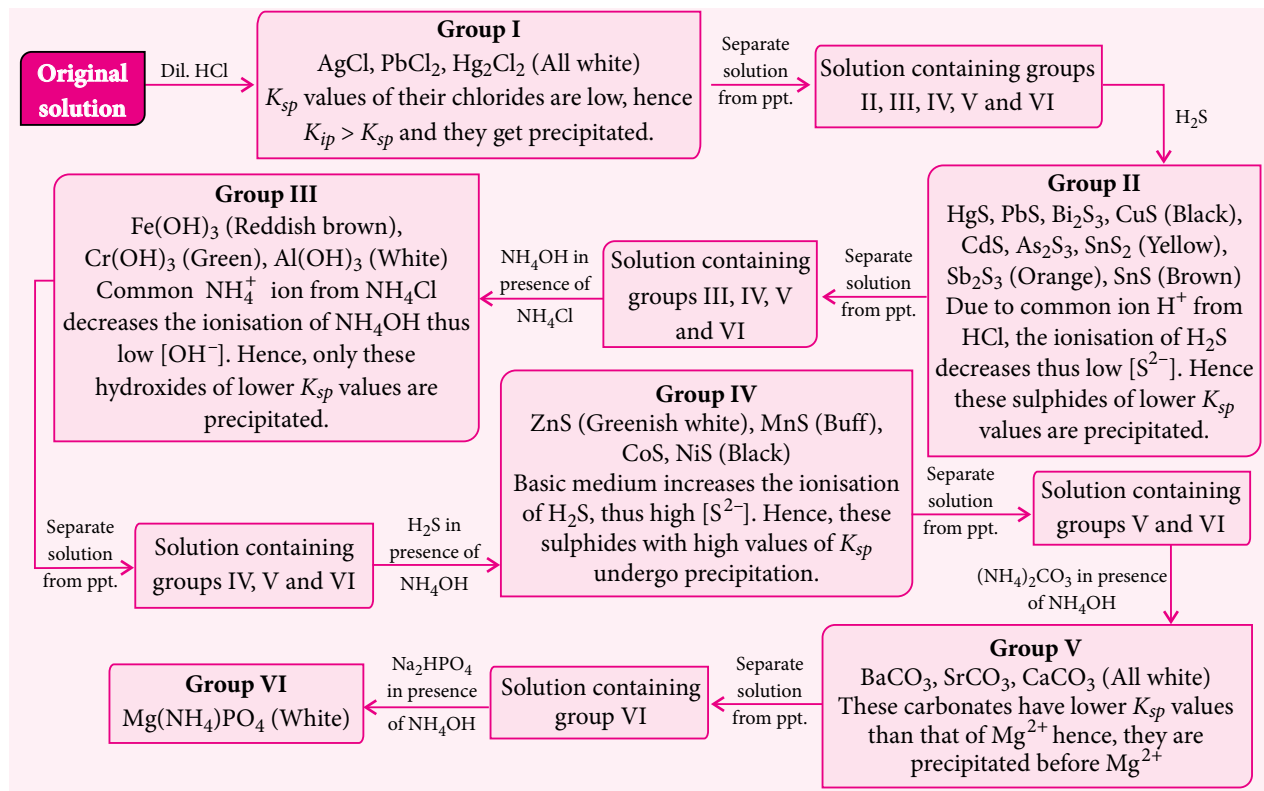 Original
solution
Dil. HCl
Group I
AgCl, PbCl₂, Hg₂Cl₂ (All white)
Kₛₚ values of their chlorides are low, hence
Kᵢₚ > Kₛₚ and they get precipitated.
Separate
solution
from ppt.
Solution containing groups
II, III, IV, V and VI
H₂S
Group II
HgS, PbS, Bi₂S₃, CuS (Black),
CdS, As₂S₃, SnS₂ (Yellow),
Sb₂S₃ (Orange), SnS (Brown)
Due to common ion H⁺ from
HCl, the ionisation of H₂S
decreases thus low [S²⁻]. Hence
these sulphides of lower Kₛₚ
values are precipitated.
Separate
solution
from ppt.
Solution containing
groups III, IV, V
and VI
NH₄OH in
presence of
NH₄Cl
Group III
Fe(OH)₃ (Reddish brown),
Cr(OH)₃ (Green), Al(OH)₃ (White)
Common NH₄⁺ ion from NH₄Cl
decreases the ionisation of NH₄OH thus
low [OH⁻]. Hence, only these
hydroxides of lower Kₛₚ values are
precipitated.
Separate
solution
from ppt.
Solution containing
groups IV, V and VI
H₂S in
presence of
NH₄OH
Group IV
ZnS (Greenish white), MnS (Buff),
CoS, NiS (Black)
Basic medium increases the ionisation
of H₂S, thus high [S²⁻]. Hence, these
sulphides with high values of Kₛₚ
undergo precipitation.
Separate
solution
from ppt.
Solution containing
groups V and VI
(NH₄)₂CO₃ in presence
of NH₄OH
Group V
BaCO₃, SrCO₃, CaCO₃ (All white)
These carbonates have lower Kₛₚ values
than that of Mg²⁺ hence, they are
precipitated before Mg²⁺
Separate
solution
from ppt.
Solution containing
group VI
Na₂HPO₄
in presence
of NH₄OH
Group VI
Mg(NH₄)PO₄ (White)